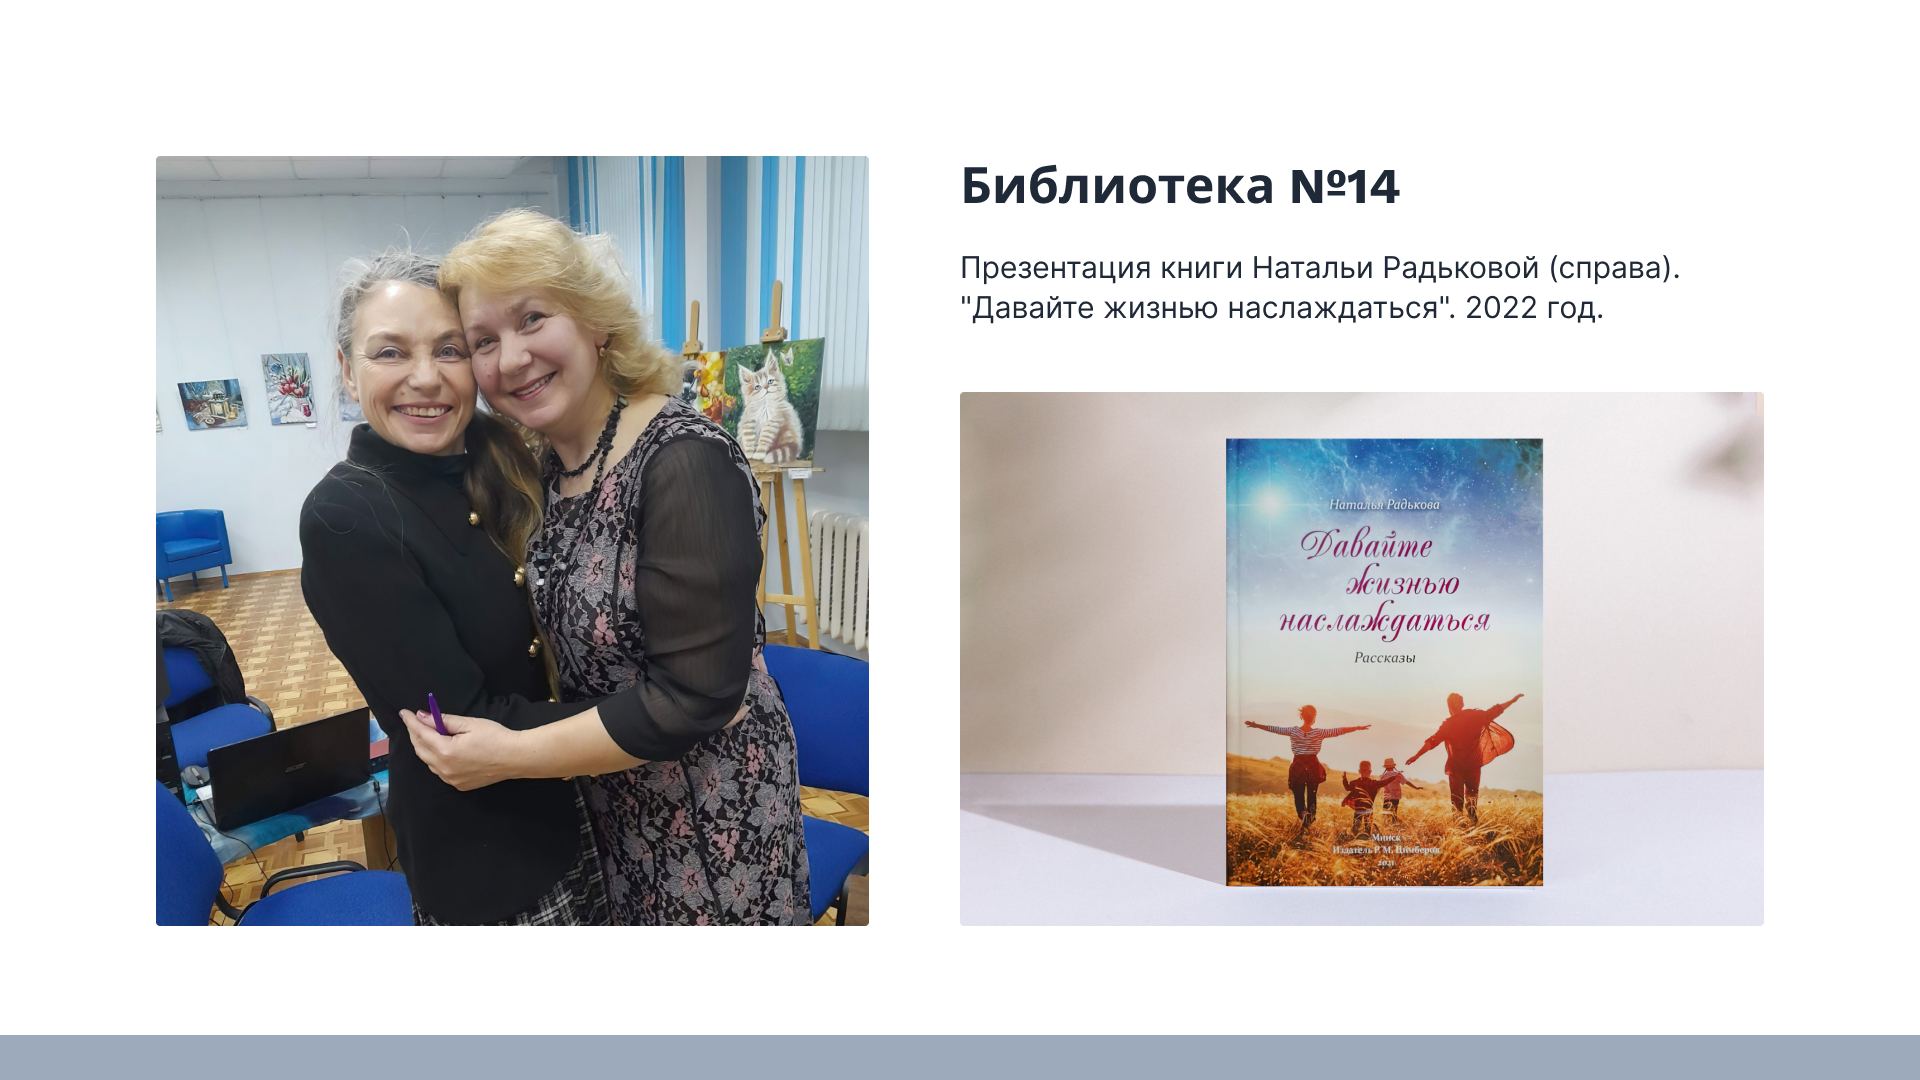 Библиотека №14
Презентация книги Натальи Радьковой (справа).
"Давайте жизнью наслаждаться". 2022 год.
Наталья Радькова
Давайте
жизнью
наслаждаться
Рассказы
Минск
Издатель Р. М. Цимберов
2021